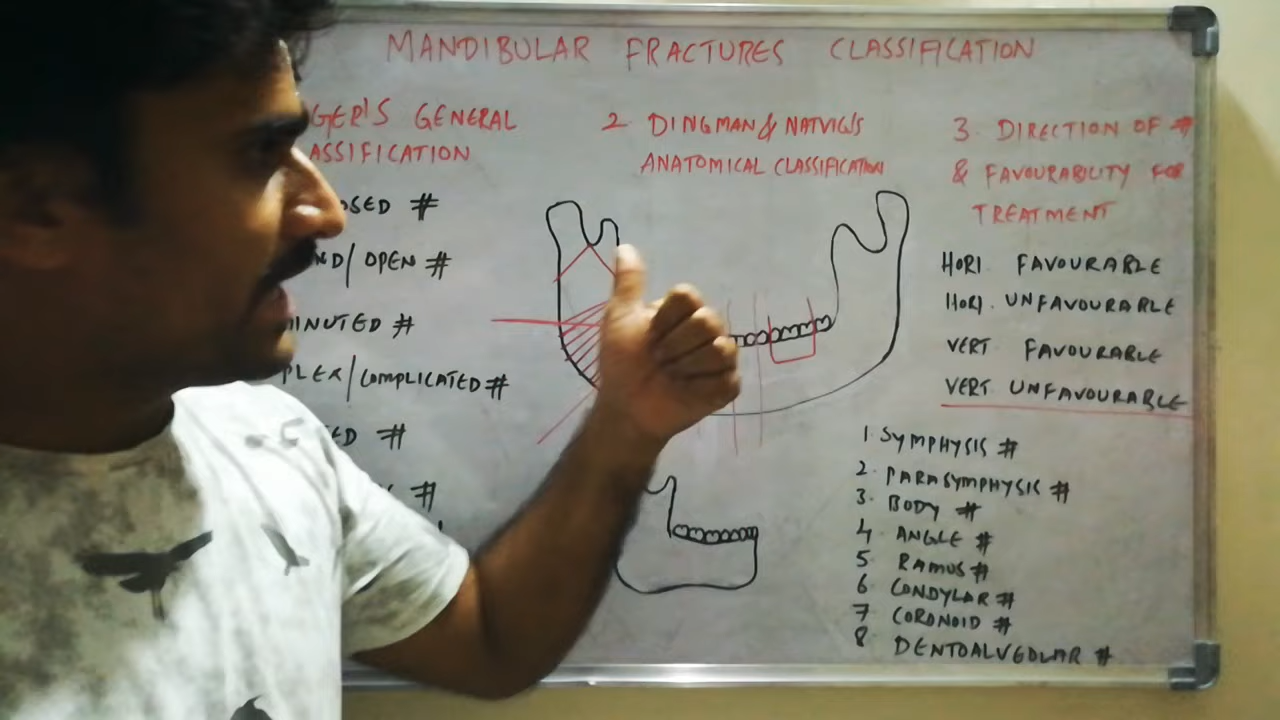 MANDIBULAR FRACTURES CLASSIFICATION
GER'S GENERAL
ASSIFICATION
OSED #
ND/OPEN #
INUTED #
PLEX/COMPLICATED #
ED #
#
2 DINGMAN & NATVIG'S
ANATOMICAL CLASSIFICATION
3. DIRECTION OF #
& FAVOURABILITY FOR
TREATMENT
HORI FAVOURABLE
HORI. UNFAVOURABLE
VERT FAVOURABLE
VERT UNFAVOURABLE
1 SYMPHYSIS #
2. PARASYMPHYSIS #
3. BODY #
4 ANGLE #
5 RAMUS #
6 CONDYLAR #
7 CORONOID #
8 DENTOALVEOLAR #